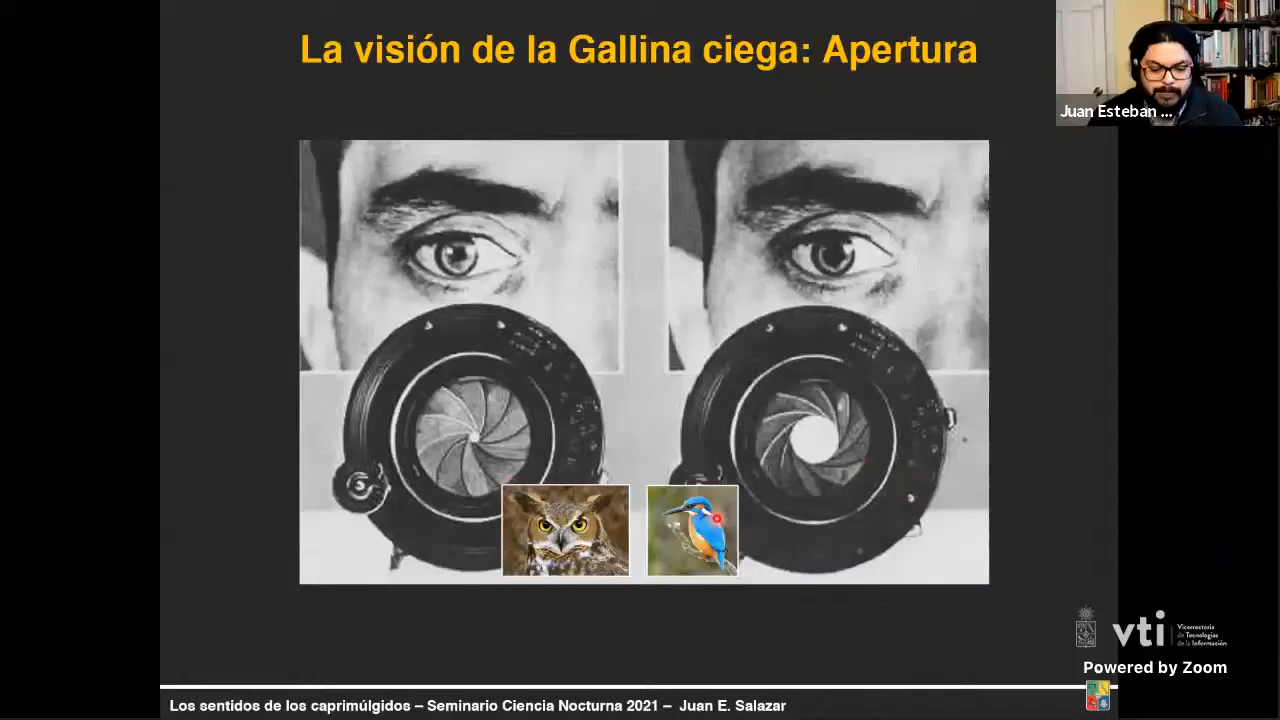 La visión de la Gallina ciega: Apertura
Juan Esteban ...
vti
Vicerrectoría
de Tecnologías
de la Información
Powered by Zoom
Los sentidos de los caprimúlgidos – Seminario Ciencia Nocturna 2021 – Juan E. Salazar